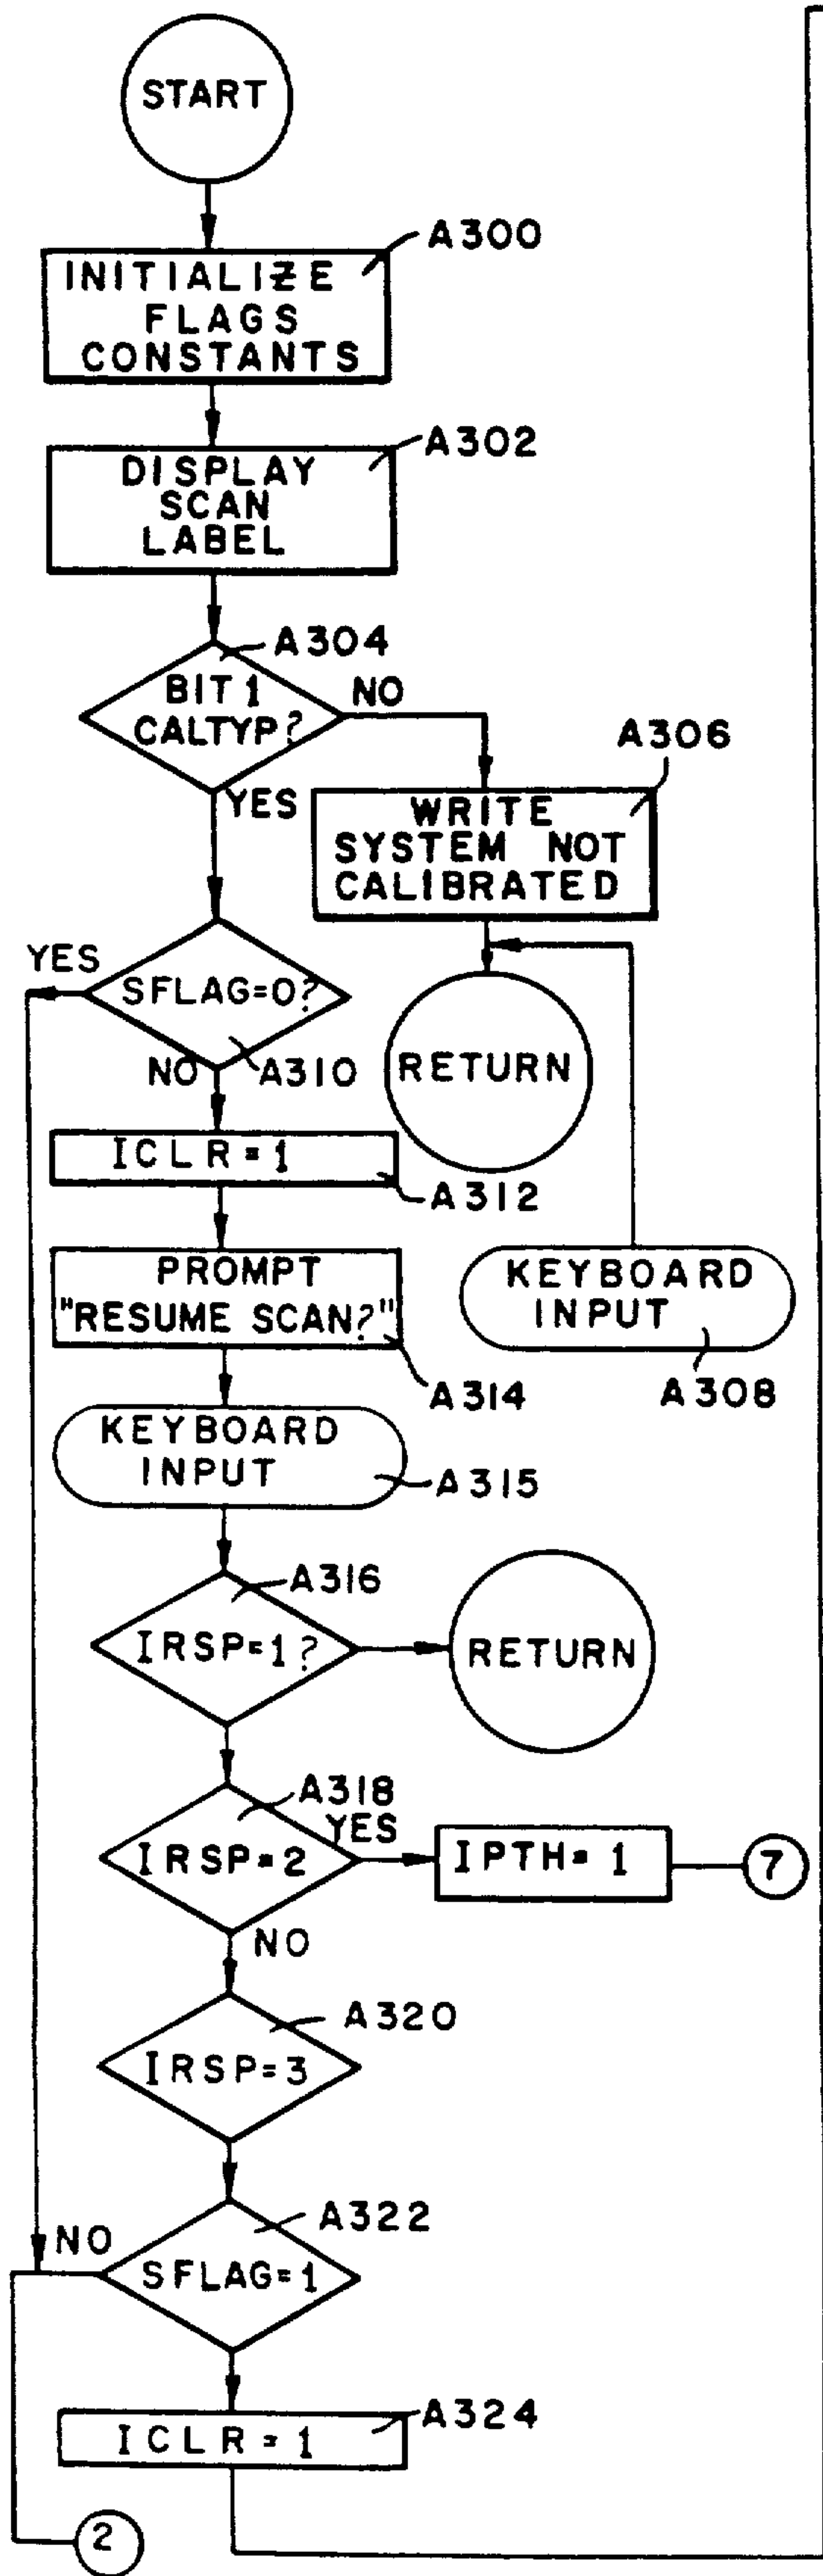 START
A300
INITIALIZE
FLAGS
CONSTANTS
A302
DISPLAY
SCAN
LABEL
A304
BIT 1
CALTYP?
NO
YES
A306
WRITE
SYSTEM NOT
CALIBRATED
YES
SFLAG=0?
NO
A310
RETURN
ICLR = 1
A312
PROMPT
"RESUME SCAN?"
A314
KEYBOARD
INPUT
A308
KEYBOARD
INPUT
A315
A316
IRSP=1?
RETURN
A318
YES
IRSP=2
IPTH= 1
7
NO
A320
IRSP=3
A322
NO
SFLAG=1
A324
ICLR = 1
2